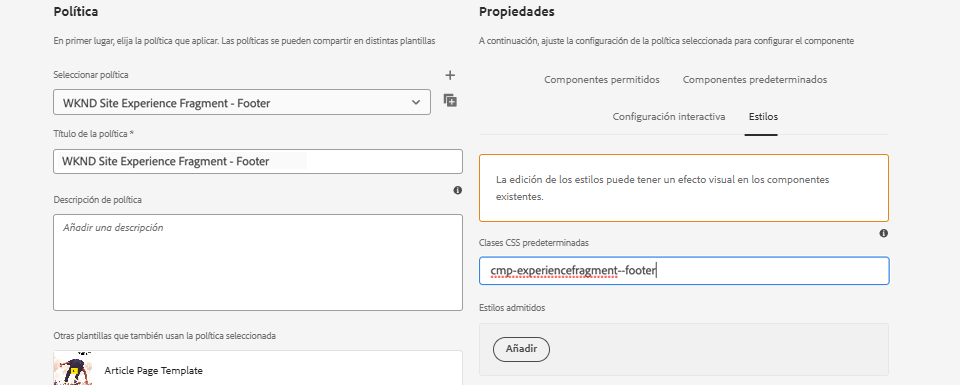 Política
En primer lugar, elija la política que aplicar. Las políticas se pueden compartir en distintas plantillas
Seleccionar política
WKND Site Experience Fragment - Footer
Título de la política *
WKND Site Experience Fragment - Footer
Descripción de política
Añadir una descripción
Otras plantillas que también usan la política seleccionada
Article Page Template
Propiedades
A continuación, ajuste la configuración de la política seleccionada para configurar el componente
Componentes permitidos
Componentes predeterminados
Configuración interactiva
Estilos
La edición de los estilos puede tener un efecto visual en los componentes
existentes.
Clases CSS predeterminadas
cmp-experiencefragment--footer
Estilos admitidos
Añadir